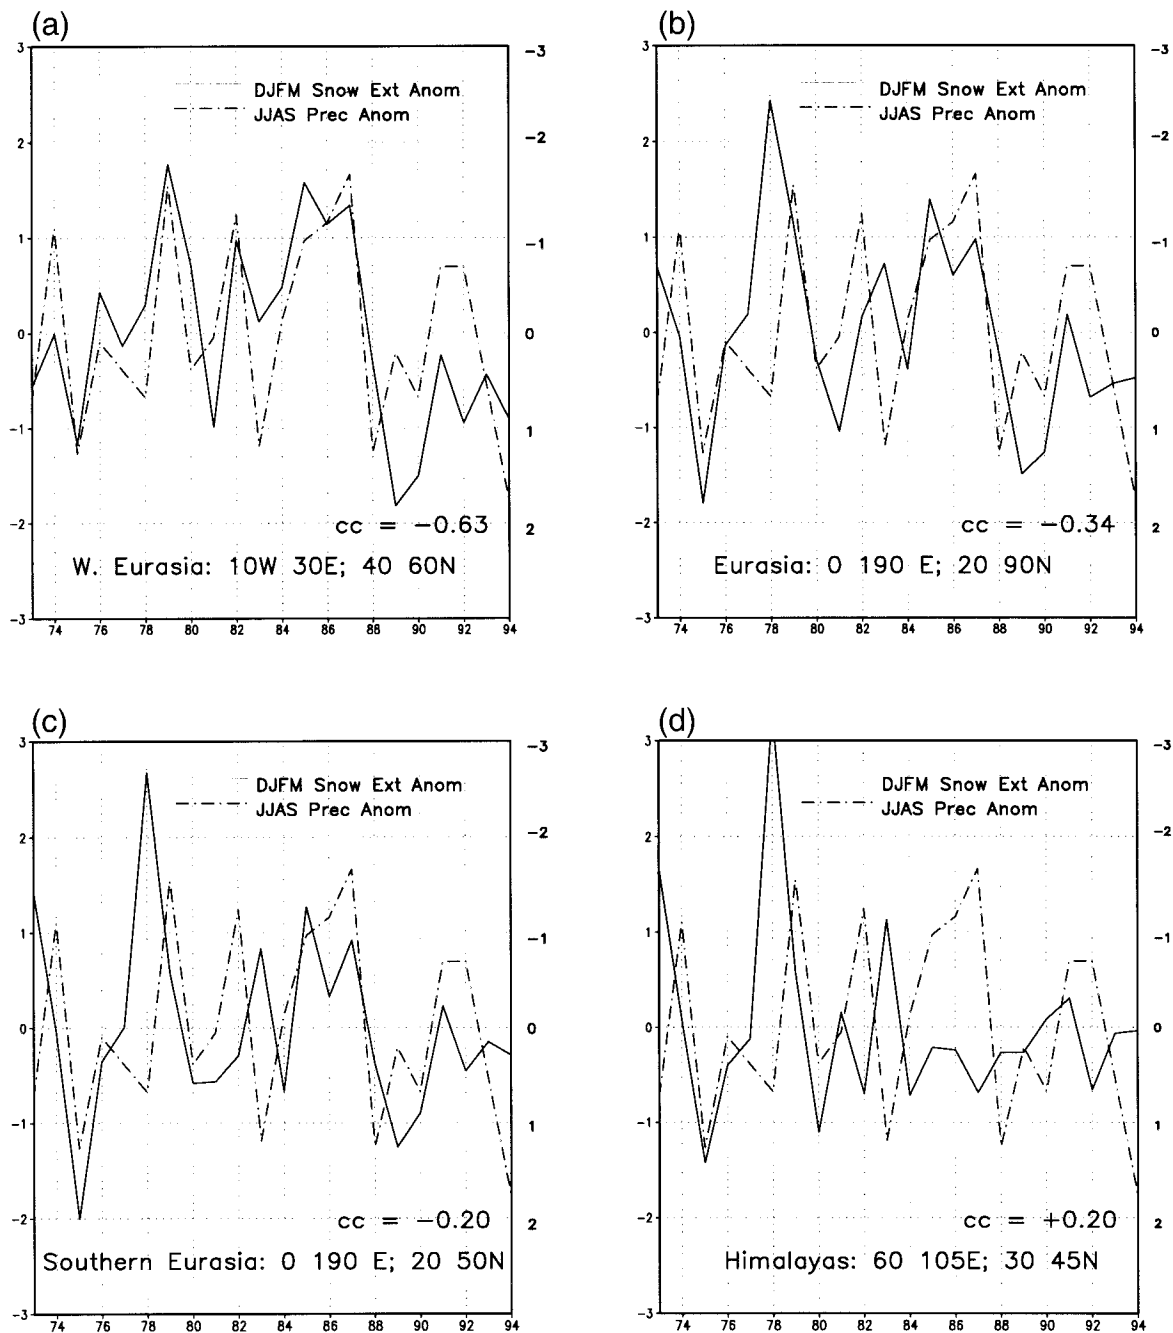 (a)
3
2
1
0
-1
-2
-3
-3
-2
-1
0
1
2
DJFM Snow Ext Anom
JJAS Prec Anom
cc = -0.63
W. Eurasia: 10W 30E; 40 60N
74 76 78 80 82 84 86 88 90 92 94
(b)
3
2
1
0
-1
-2
-3
-3
-2
-1
0
1
2
DJFM Snow Ext Anom
JJAS Prec Anom
cc = -0.34
Eurasia: 0 190 E; 20 90N
74 76 78 80 82 84 86 88 90 92 94
(c)
3
2
1
0
-1
-2
-3
-3
-2
-1
0
1
2
DJFM Snow Ext Anom
JJAS Prec Anom
cc = -0.20
Southern Eurasia: 0 190 E; 20 50N
74 76 78 80 82 84 86 88 90 92 94
(d)
3
2
1
0
-1
-2
-3
-3
-2
-1
0
1
2
DJFM Snow Ext Anom
JJAS Prec Anom
cc = +0.20
Himalayas: 60 105E; 30 45N
74 76 78 80 82 84 86 88 90 92 94